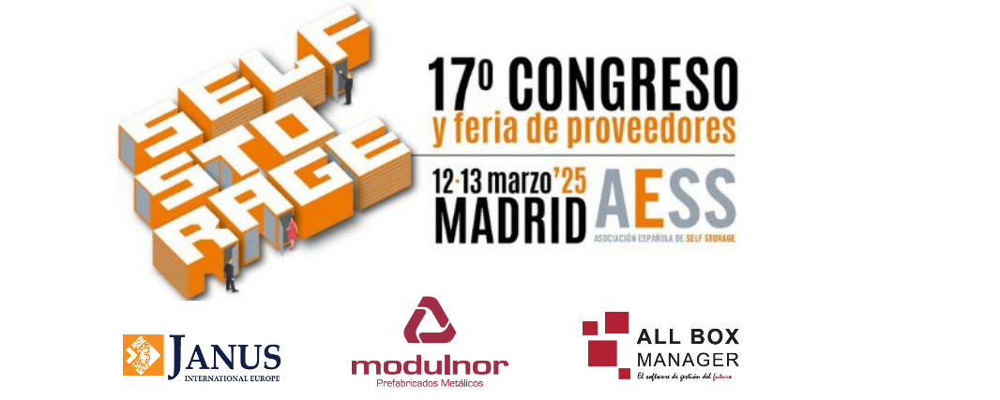 SELF
STO
RAGE
17º CONGRESO
y feria de proveedores
12·13 marzo'25
MADRID
AESS
ASOCIACIÓN ESPAÑOLA DE SELF STORAGE
JANUS
INTERNATIONAL EUROPE
modulnor
Prefabricados Metálicos
ALL BOX
MANAGER
El software de gestión del futuro